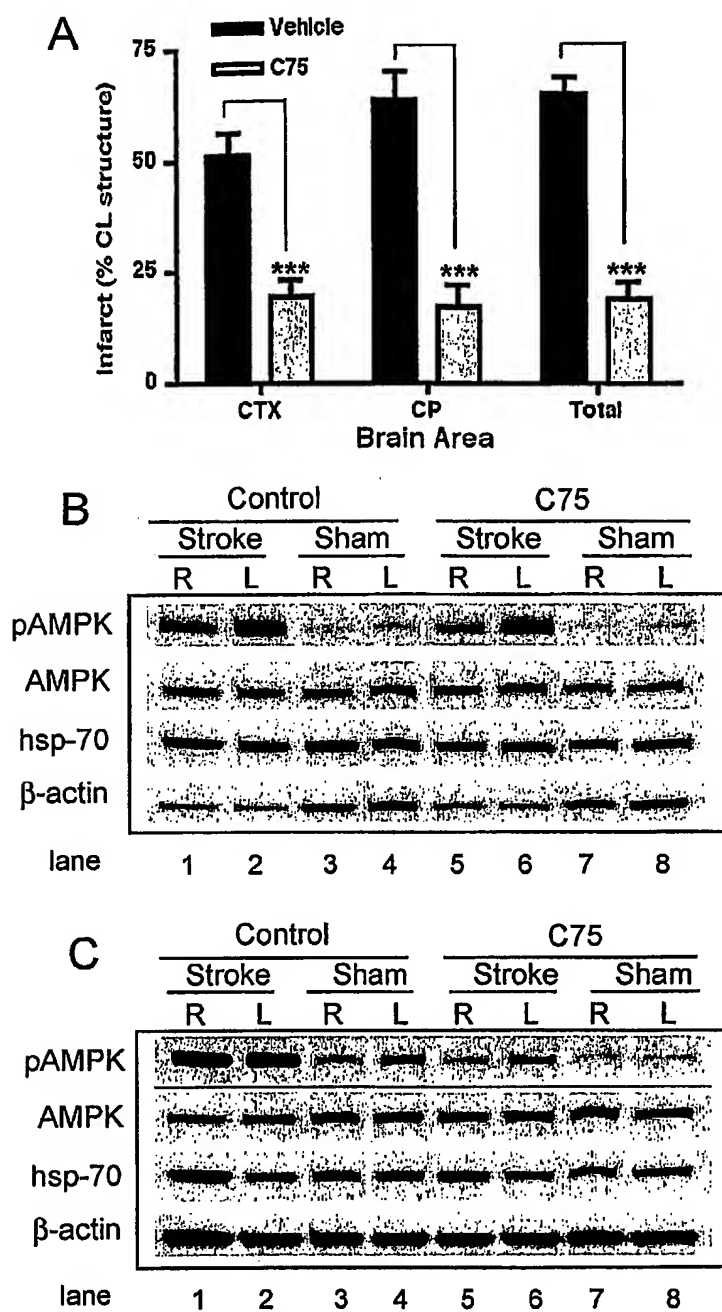 A
Vehicle
C75
75
50
25
0
Infarct (% CL structure)
***
***
***
CTX CP Total
Brain Area
B
Control C75
Stroke Sham Stroke Sham
R L R L R L R L
pAMPK
AMPK
hsp-70
β-actin
lane 1 2 3 4 5 6 7 8
C
Control C75
Stroke Sham Stroke Sham
R L R L R L R L
pAMPK
AMPK
hsp-70
β-actin
lane 1 2 3 4 5 6 7 8